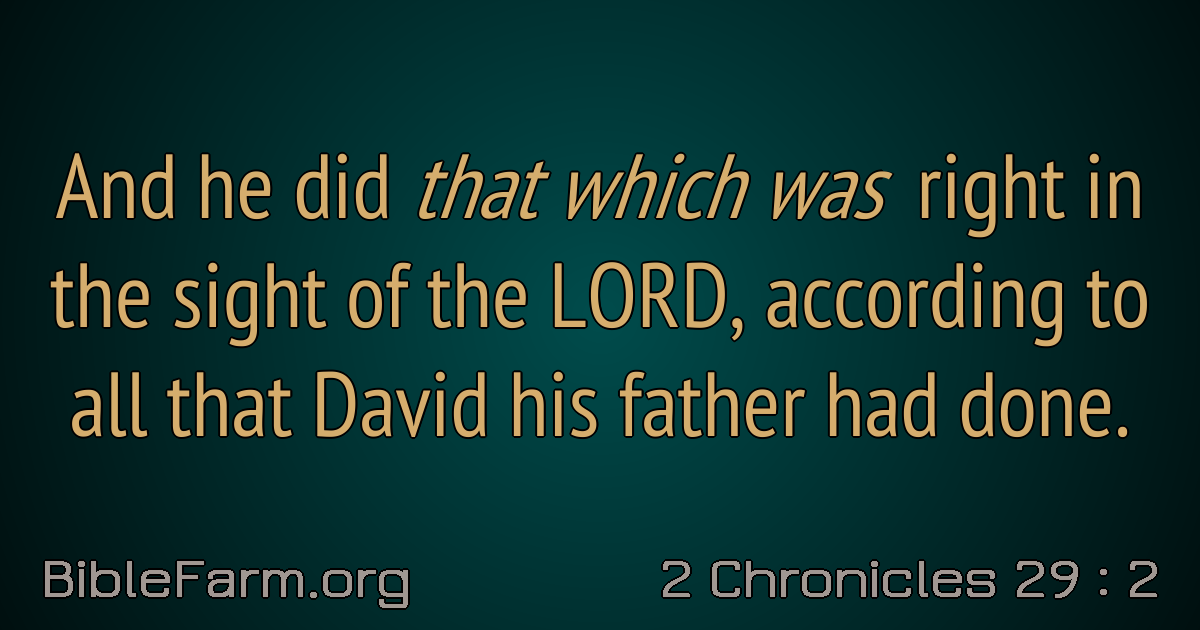 And he did that which was right in
the sight of the LORD, according to
all that David his father had done.
BibleFarm.org
2 Chronicles 29 : 2